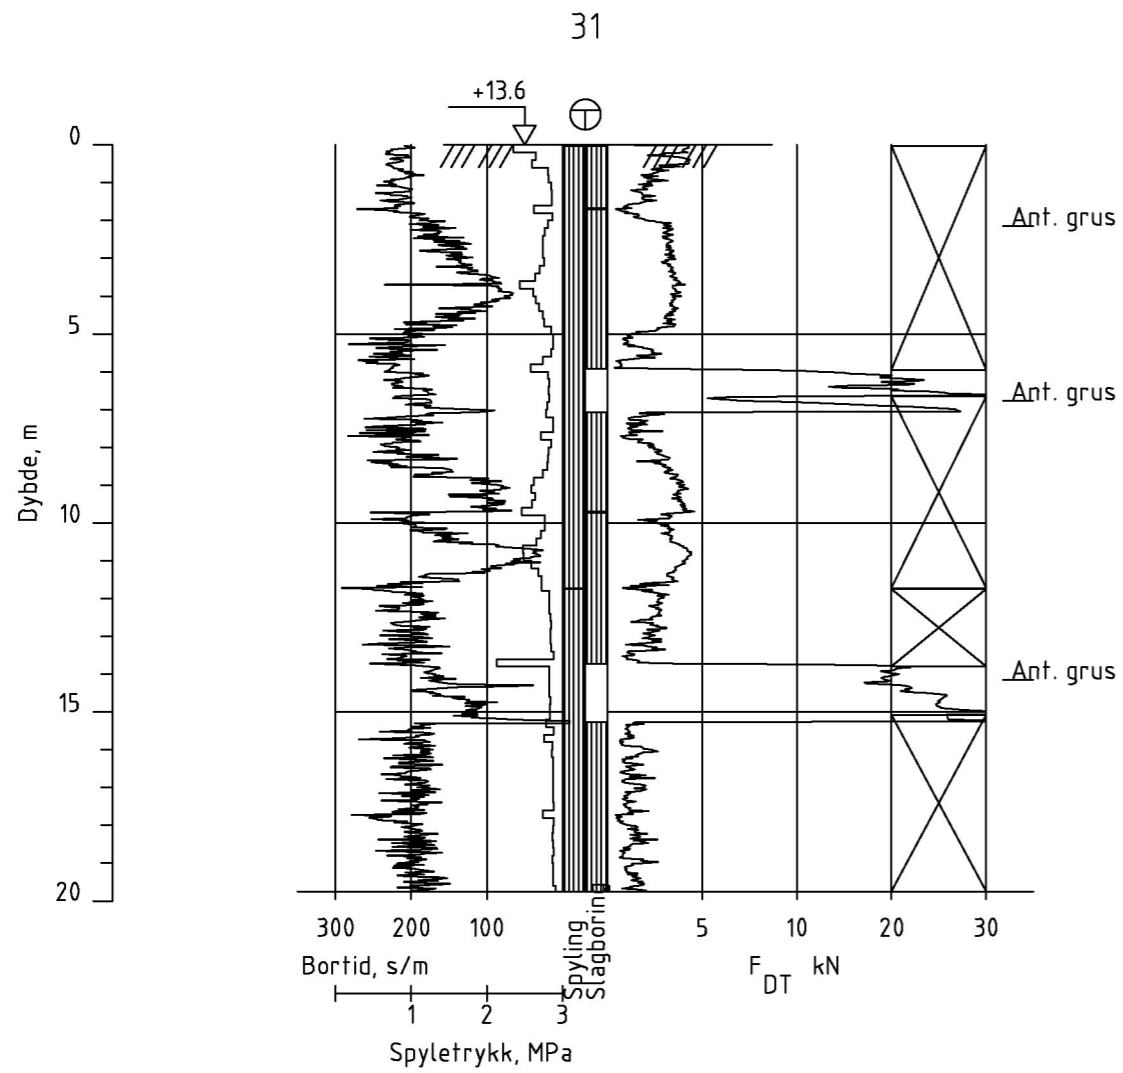 31
+13.6
0
5
10
15
20
Dybde, m
Ant. grus
Ant. grus
Ant. grus
300 200 100
5 10 20 30
Bortid, s/m
Spyling
Slagboring
F DT kN
1 2 3
Spyletrykk, MPa